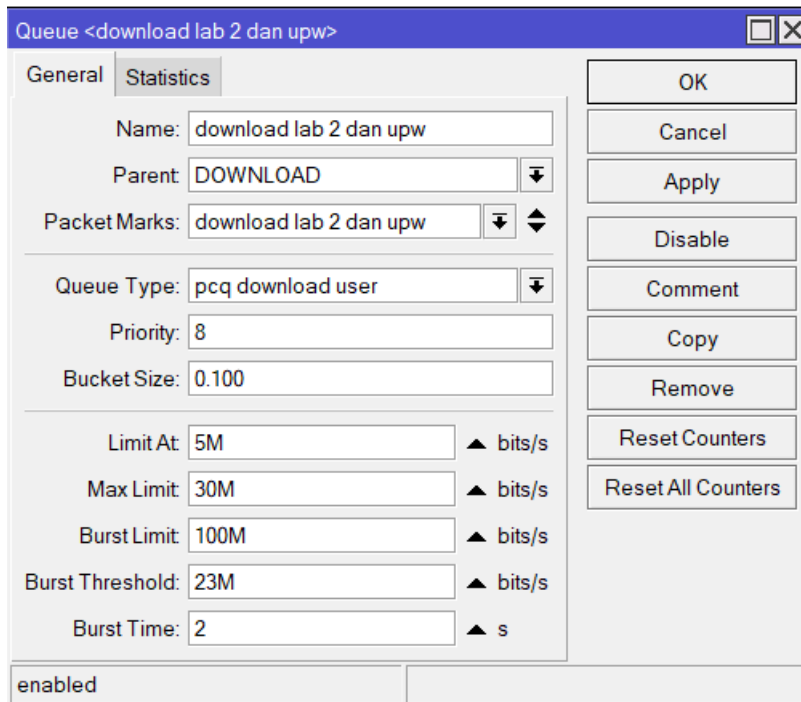 Queue <download lab 2 dan upw>
General Statistics
Name: download lab 2 dan upw
Parent: DOWNLOAD
Packet Marks: download lab 2 dan upw
Queue Type: pcq download user
Priority: 8
Bucket Size: 0.100
Limit At: 5M bits/s
Max Limit: 30M bits/s
Burst Limit: 100M bits/s
Burst Threshold: 23M bits/s
Burst Time: 2 s
enabled
OK
Cancel
Apply
Disable
Comment
Copy
Remove
Reset Counters
Reset All Counters